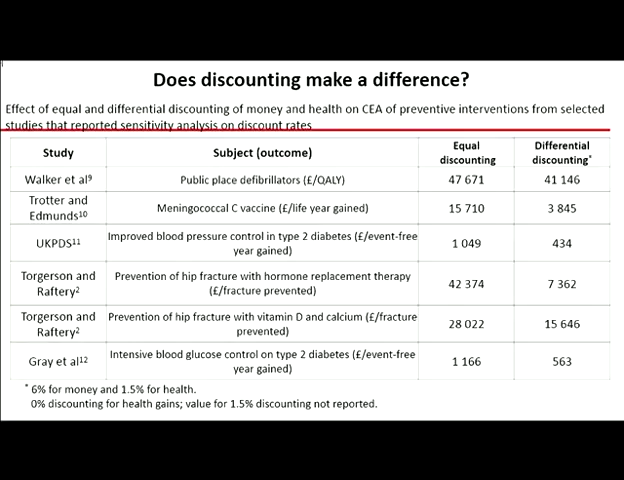 Does discounting make a difference?
Effect of equal and differential discounting of money and health on CEA of preventive interventions from selected
studies that reported sensitivity analysis on discount rates
Study Subject (outcome) Equal discounting Differential discounting*
Walker et al9 Public place defibrillators (£/QALY) 47 671 41 146
Trotter and Edmunds10 Meningococcal C vaccine (£/life year gained) 15 710 3 845
UKPDS11 Improved blood pressure control in type 2 diabetes (£/event-free year gained) 1 049 434
Torgerson and Raftery2 Prevention of hip fracture with hormone replacement therapy (£/fracture prevented) 42 374 7 362
Torgerson and Raftery2 Prevention of hip fracture with vitamin D and calcium (£/fracture prevented) 28 022 15 646
Gray et al12 Intensive blood glucose control on type 2 diabetes (£/event-free year gained) 1 166 563
* 6% for money and 1.5% for health.
0% discounting for health gains; value for 1.5% discounting not reported.